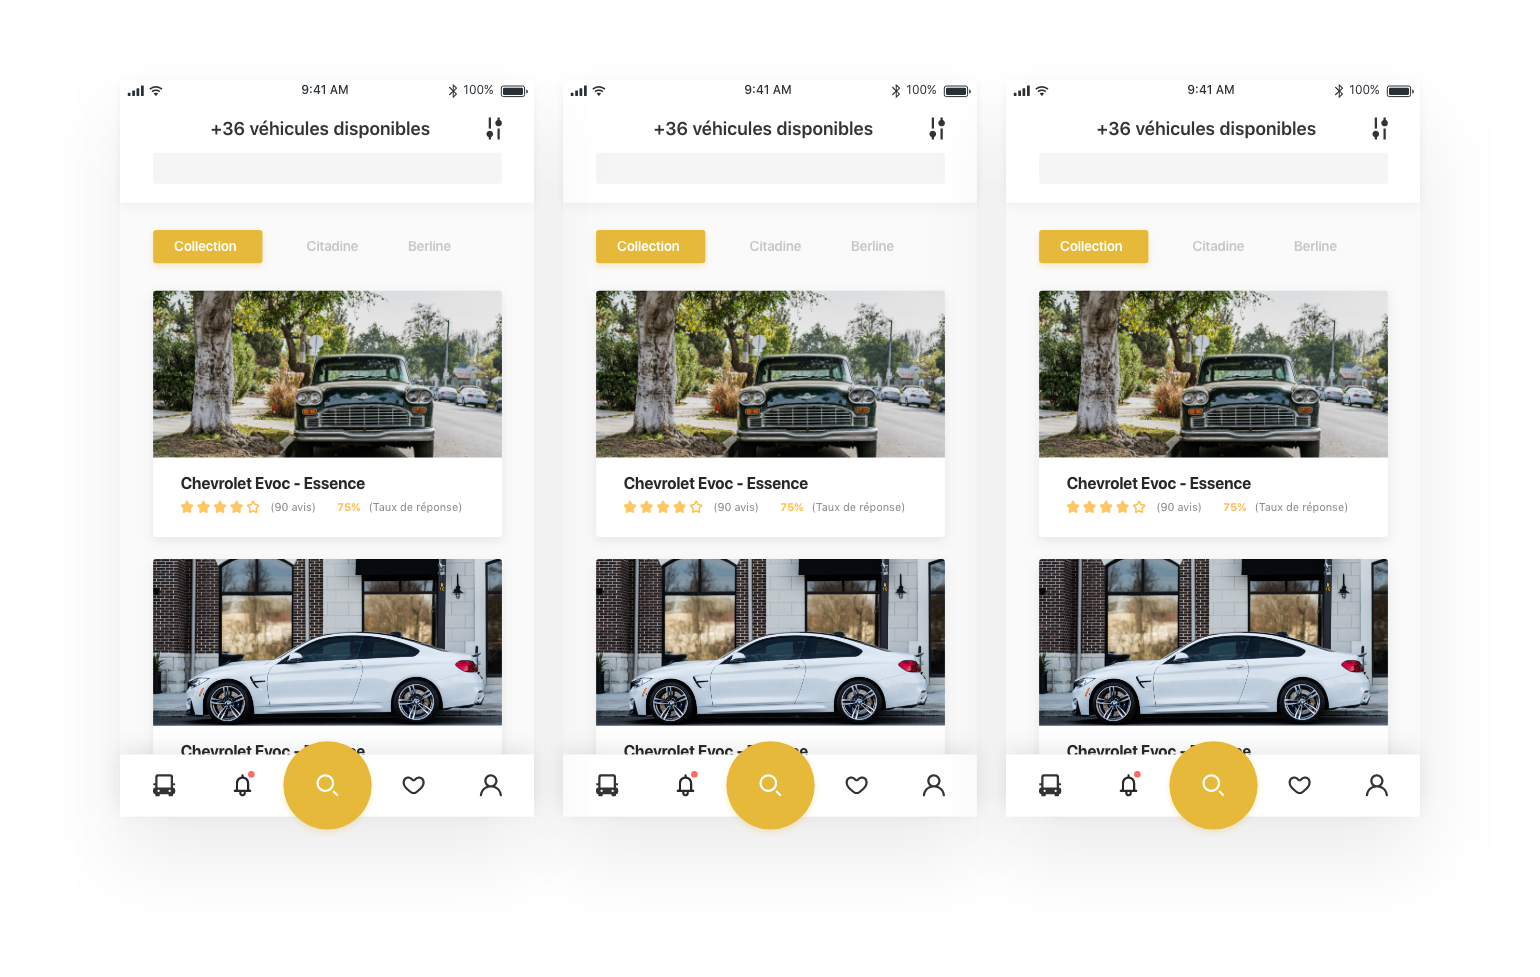 9:41 AM 100%
+36 véhicules disponibles
Collection Citadine Berline
Chevrolet Evoc - Essence
(90 avis) 75% (Taux de réponse)
Chevrolet Evoc - Essence
9:41 AM 100%
+36 véhicules disponibles
Collection Citadine Berline
Chevrolet Evoc - Essence
(90 avis) 75% (Taux de réponse)
Chevrolet Evoc - Essence
9:41 AM 100%
+36 véhicules disponibles
Collection Citadine Berline
Chevrolet Evoc - Essence
(90 avis) 75% (Taux de réponse)
Chevrolet Evoc - Essence